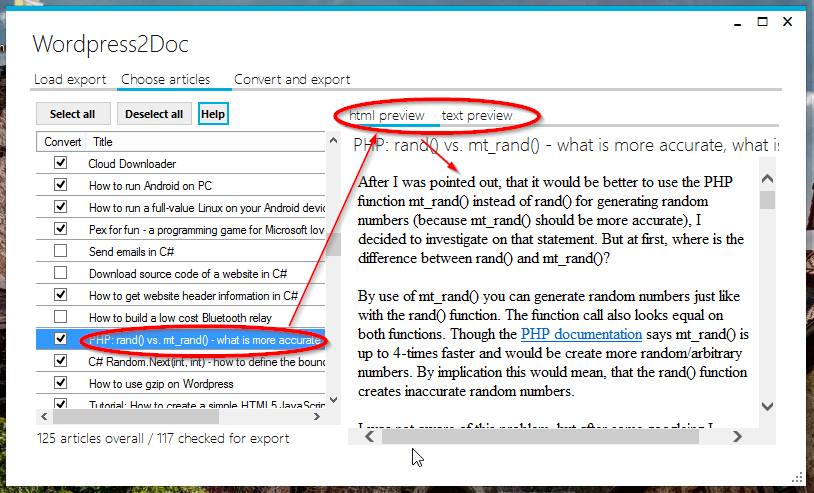 Wordpress2Doc
Load export Choose articles Convert and export
Select all Deselect all Help
Convert Title
Cloud Downloader
How to run Android on PC
How to run a full-value Linux on your Android devic
Pex for fun - a programming game for Microsoft lov
Send emails in C#
Download source code of a website in C#
How to get website header information in C#
How to build a low cost Bluetooth relay
PHP: rand() vs. mt_rand() - what is more accurate
C# Random.Next(int, int) - how to define the bound
How to use gzip on Wordpress
Tutorial: How to create a simple HTML5 JavaScrip
125 articles overall / 117 checked for export
html preview text preview
PHP: rand() vs. mt_rand() - what is more accurate, what is
After I was pointed out, that it would be better to use the PHP
function mt_rand() instead of rand() for generating random
numbers (because mt_rand() should be more accurate), I
decided to investigate on that statement. But at first, where is the
difference between rand() and mt_rand()?
By use of mt_rand() you can generate random numbers just like
with the rand() function. The function call also looks equal on
both functions. Though the PHP documentation says mt_rand() is
up to 4-times faster and would be create more random/arbitrary
numbers. By implication this would mean, that the rand() function
creates inaccurate random numbers.
I was not aware of this problem, but after some googleing I